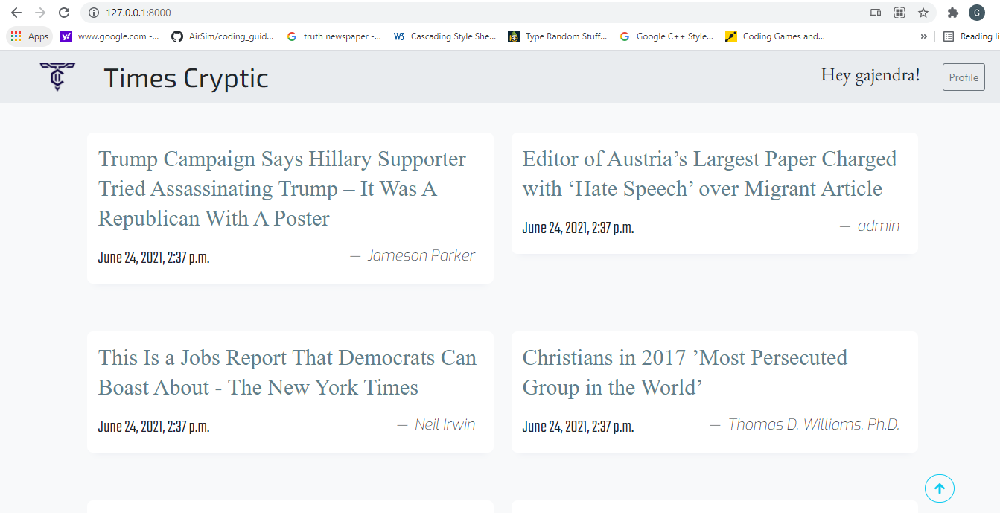 127.0.0.1:8000
G
Apps
www.google.com -...
AirSim/coding_guid...
truth newspaper -...
W3 Cascading Style She...
Type Random Stuff...
Google C++ Style...
Coding Games and...
»
Reading li
Times Cryptic
Hey gajendra!
Profile
Trump Campaign Says Hillary Supporter
Tried Assassinating Trump – It Was A
Republican With A Poster
June 24, 2021, 2:37 p.m.
— Jameson Parker
Editor of Austria’s Largest Paper Charged
with ‘Hate Speech’ over Migrant Article
June 24, 2021, 2:37 p.m.
— admin
This Is a Jobs Report That Democrats Can
Boast About - The New York Times
June 24, 2021, 2:37 p.m.
— Neil Irwin
Christians in 2017 ’Most Persecuted
Group in the World’
June 24, 2021, 2:37 p.m.
— Thomas D. Williams, Ph.D.